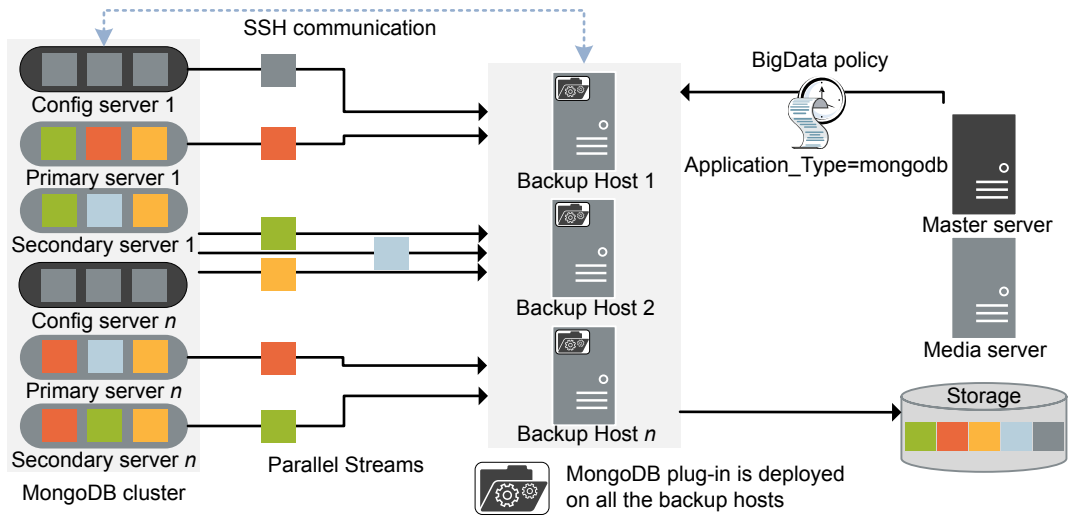 SSH communication
Config server 1
Primary server 1
Secondary server 1
Config server n
Primary server n
Secondary server n
MongoDB cluster
Parallel Streams
Backup Host 1
Backup Host 2
Backup Host n
MongoDB plug-in is deployed
on all the backup hosts
BigData policy
Application_Type=mongodb
Master server
Media server
Storage